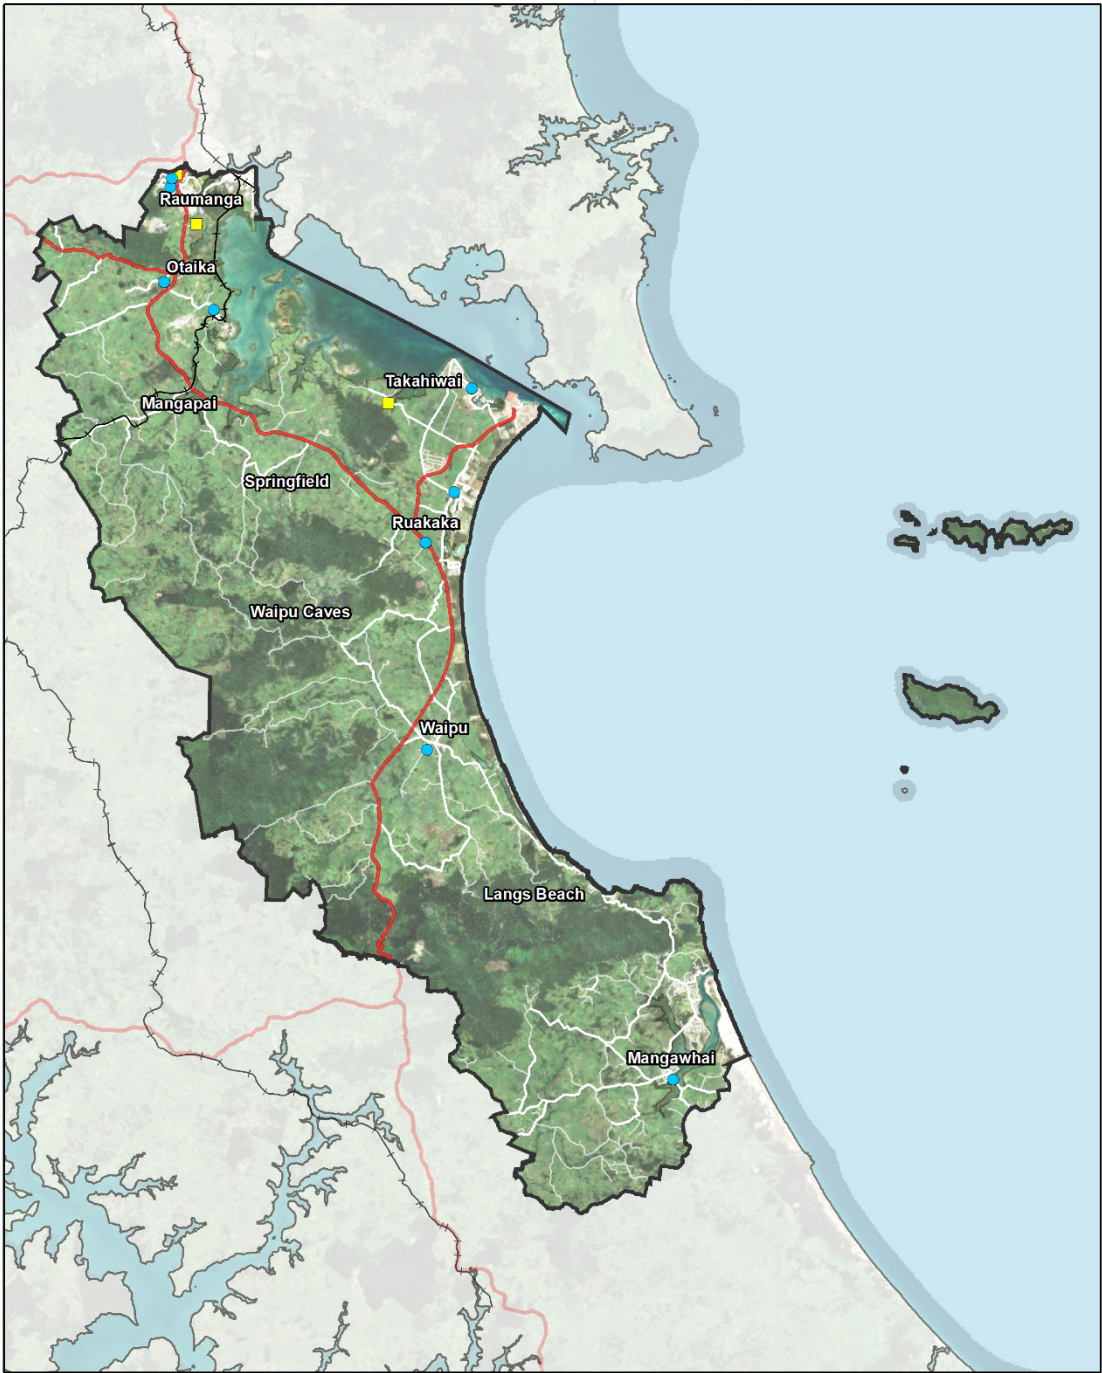 Raumanga
Otaika
Takahiwai
Mangapai
Springfield
Ruakaka
Waipu Caves
Waipu
Langs Beach
Mangawhai